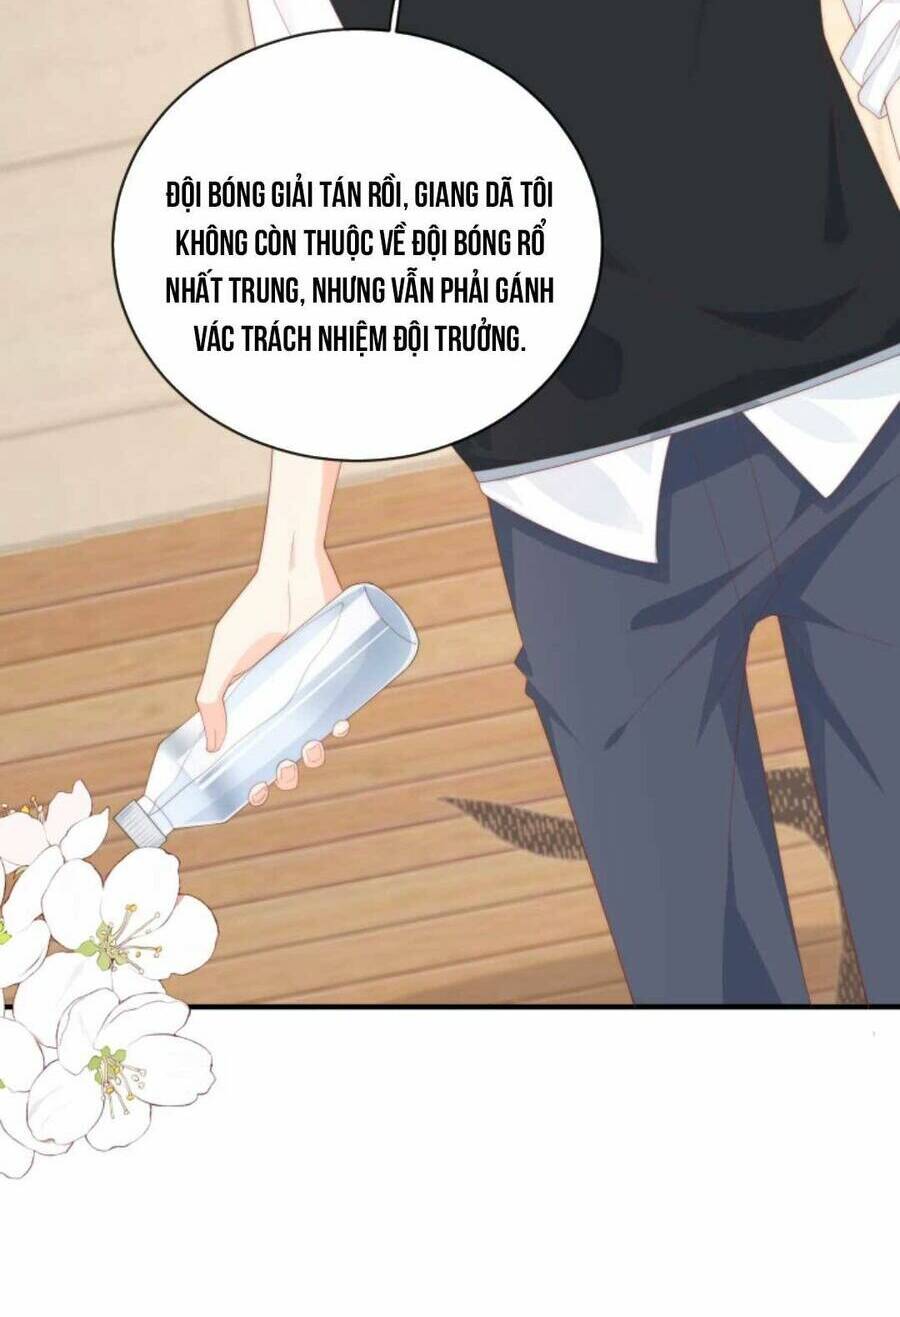 ĐỘI BÓNG GIẢI TÁN RỒI, GIANG DÃ TÔI
KHÔNG CÒN THUỘC VỀ ĐỘI BÓNG RỔ
NHẤT TRUNG, NHƯNG VẪN PHẢI GÁNH
VÁC TRÁCH NHIỆM ĐỘI TRƯỞNG.